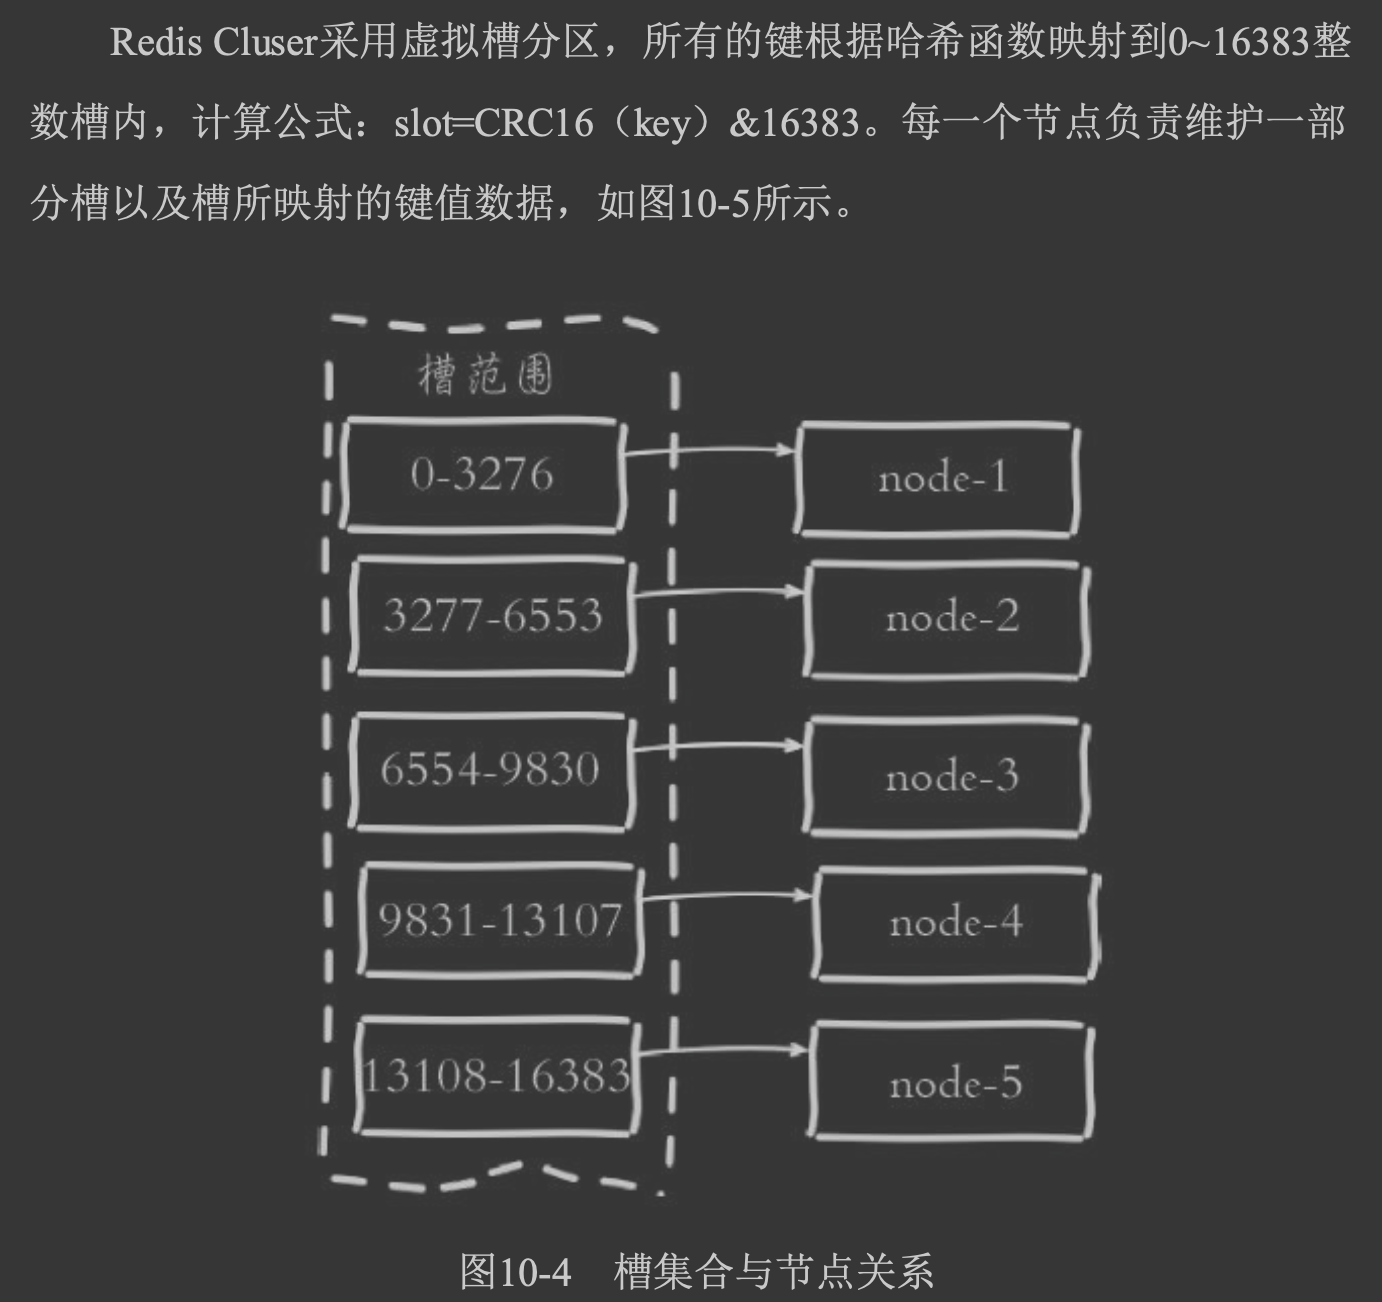 Redis Cluser采用虚拟槽分区，所有的键根据哈希函数映射到0~16383整
数槽内，计算公式：slot=CRC16（key）&16383。每一个节点负责维护一部
分槽以及槽所映射的键值数据，如图10-5所示。
槽范围
0-3276
node-1
3277-6553
node-2
6554-9830
node-3
9831-13107
node-4
13108-16383
node-5
图10-4 槽集合与节点关系